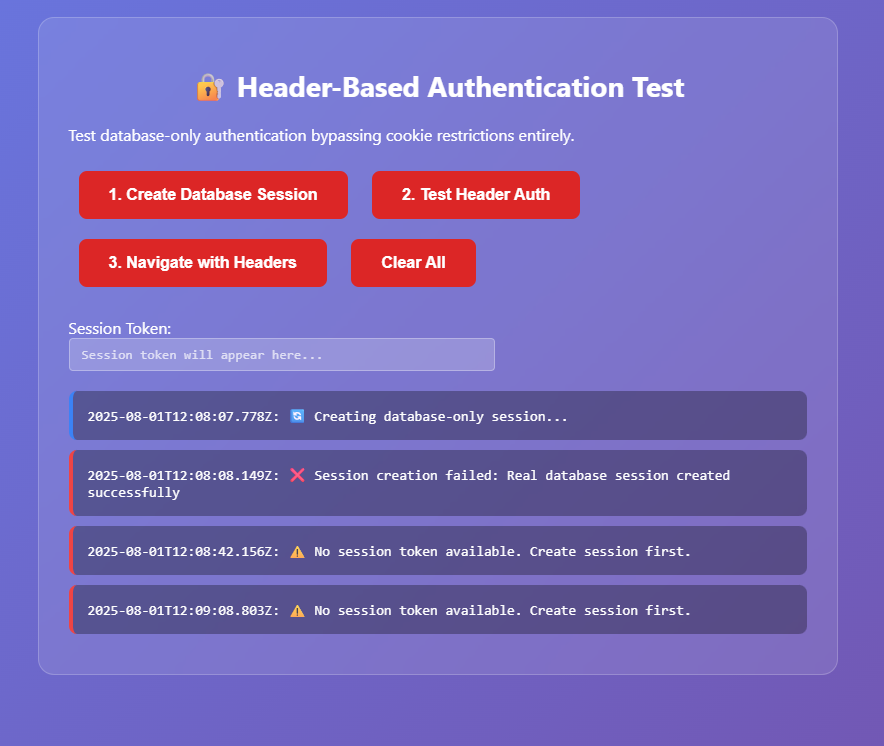 🔐 Header-Based Authentication Test
Test database-only authentication bypassing cookie restrictions entirely.
1. Create Database Session
2. Test Header Auth
3. Navigate with Headers
Clear All
Session Token:
Session token will appear here...
2025-08-01T12:08:07.778Z: 🔄 Creating database-only session...
2025-08-01T12:08:08.149Z: ❌ Session creation failed: Real database session created
successfully
2025-08-01T12:08:42.156Z: ⚠️ No session token available. Create session first.
2025-08-01T12:09:08.803Z: ⚠️ No session token available. Create session first.